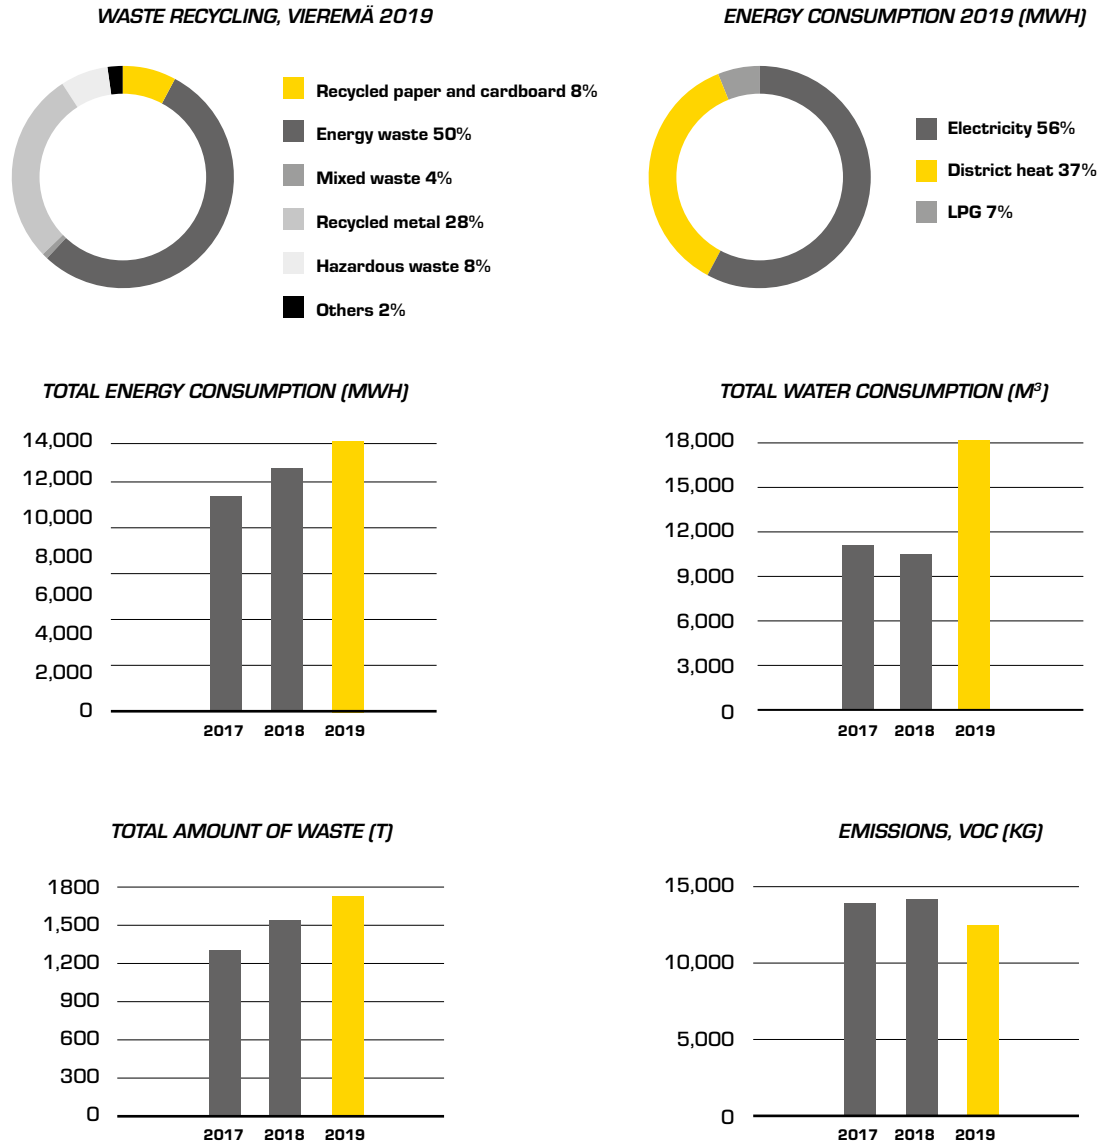 WASTE RECYCLING, VIEREMÄ 2019
Recycled paper and cardboard 8%
Energy waste 50%
Mixed waste 4%
Recycled metal 28%
Hazardous waste 8%
Others 2%
ENERGY CONSUMPTION 2019 (MWH)
Electricity 56%
District heat 37%
LPG 7%
TOTAL ENERGY CONSUMPTION (MWH)
14,000
12,000
10,000
8,000
6,000
4,000
2,000
0
2017 2018 2019
TOTAL WATER CONSUMPTION (M³)
18,000
15,000
12,000
9,000
6,000
3,000
0
2017 2018 2019
TOTAL AMOUNT OF WASTE (T)
1800
1,500
1,200
900
600
300
0
2017 2018 2019
EMISSIONS, VOC (KG)
15,000
10,000
5,000
0
2017 2018 2019